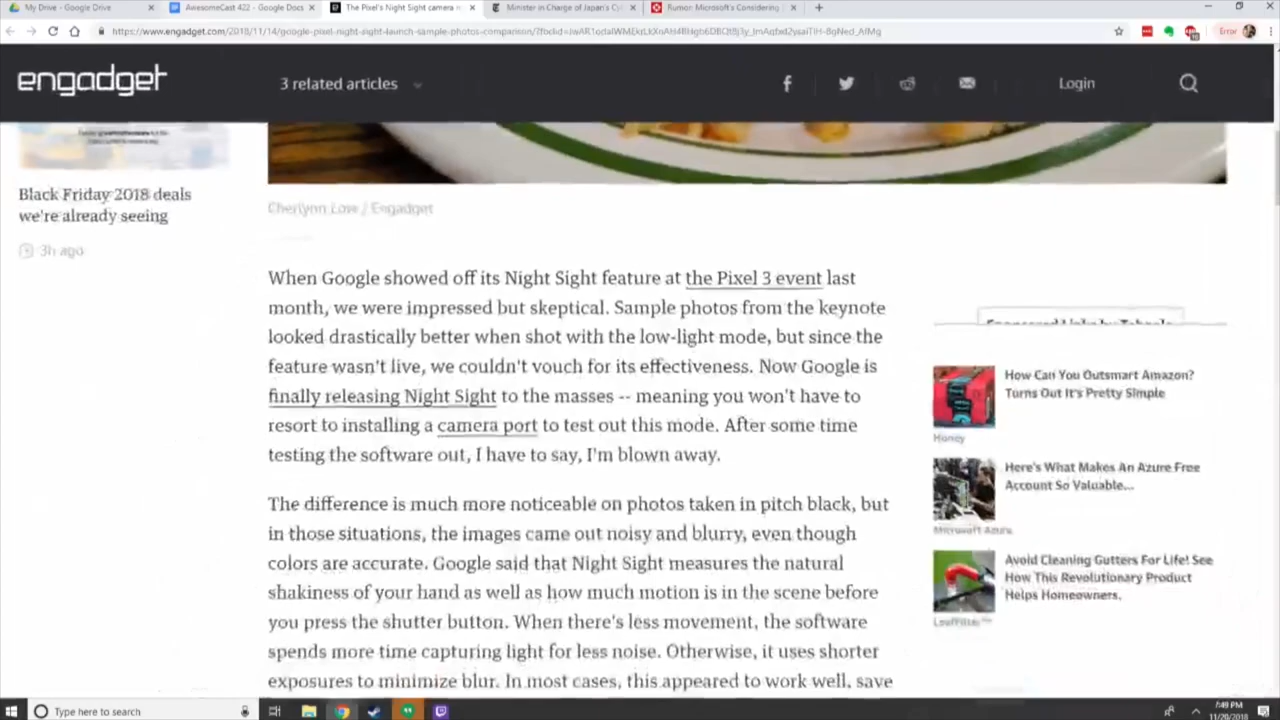 My Drive - Google Drive
AwesomeCast 422 - Google Docs
The Pixel's Night Sight camera
Minister in Charge of Japan's Cy
Rumor: Microsoft's Considering
Error
engadget
3 related articles
Login
Black Friday 2018 deals
we're already seeing
3h ago
Cherlynn Low / Engadget
When Google showed off its Night Sight feature at the Pixel 3 event last
month, we were impressed but skeptical. Sample photos from the keynote
looked drastically better when shot with the low-light mode, but since the
feature wasn't live, we couldn't vouch for its effectiveness. Now Google is
finally releasing Night Sight to the masses -- meaning you won't have to
resort to installing a camera port to test out this mode. After some time
testing the software out, I have to say, I'm blown away.
The difference is much more noticeable on photos taken in pitch black, but
in those situations, the images came out noisy and blurry, even though
colors are accurate. Google said that Night Sight measures the natural
shakiness of your hand as well as how much motion is in the scene before
you press the shutter button. When there's less movement, the software
spends more time capturing light for less noise. Otherwise, it uses shorter
exposures to minimize blur. In most cases, this appeared to work well, save
How Can You Outsmart Amazon?
Turns Out It's Pretty Simple
Honey
Here's What Makes An Azure Free
Account So Valuable...
Microsoft Azure
Avoid Cleaning Gutters For Life! See
How This Revolutionary Product
Helps Homeowners.
LeafFilter™
Type here to search
7:49 PM
11/20/2018